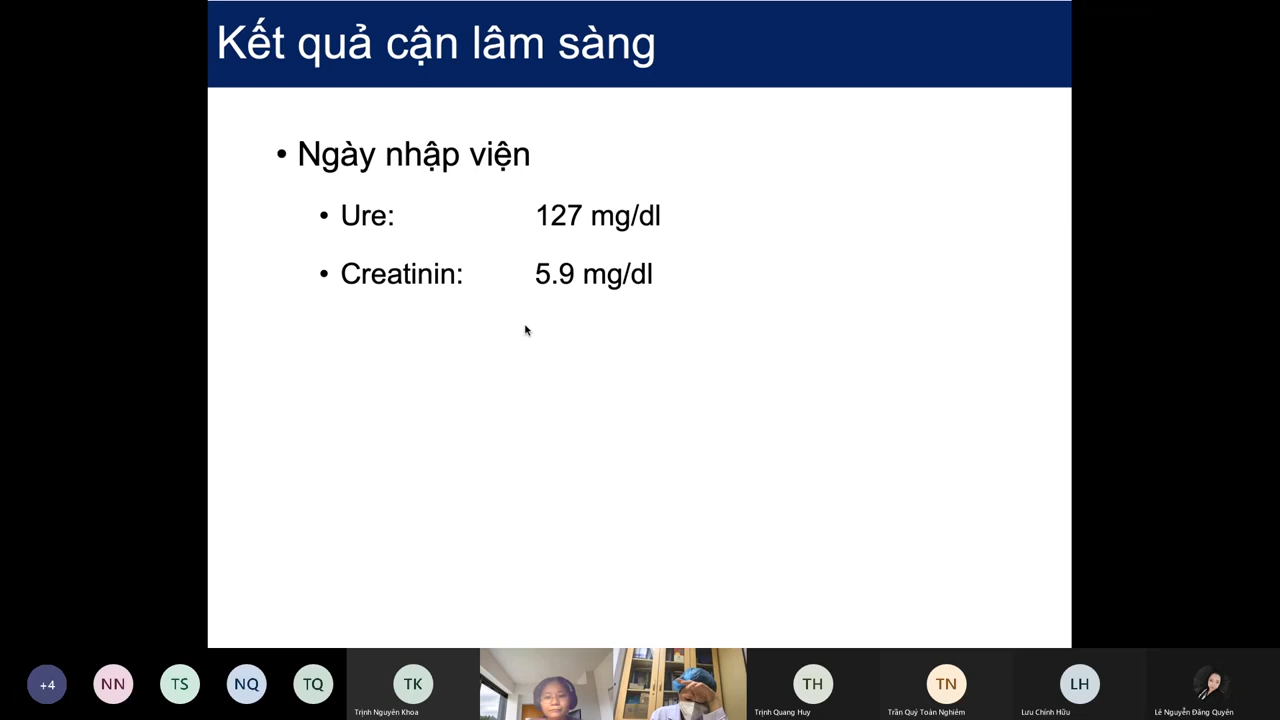 Kết quả cận lâm sàng
• Ngày nhập viện
• Ure: 127 mg/dl
• Creatinin: 5.9 mg/dl
+4 NN TS NQ TQ TK TH TN LH
Trịnh Nguyên Khoa Trịnh Quang Huy Trần Quý Toàn Nghiêm Lưu Chính Hữu Lê Nguyễn Đăng Quyên